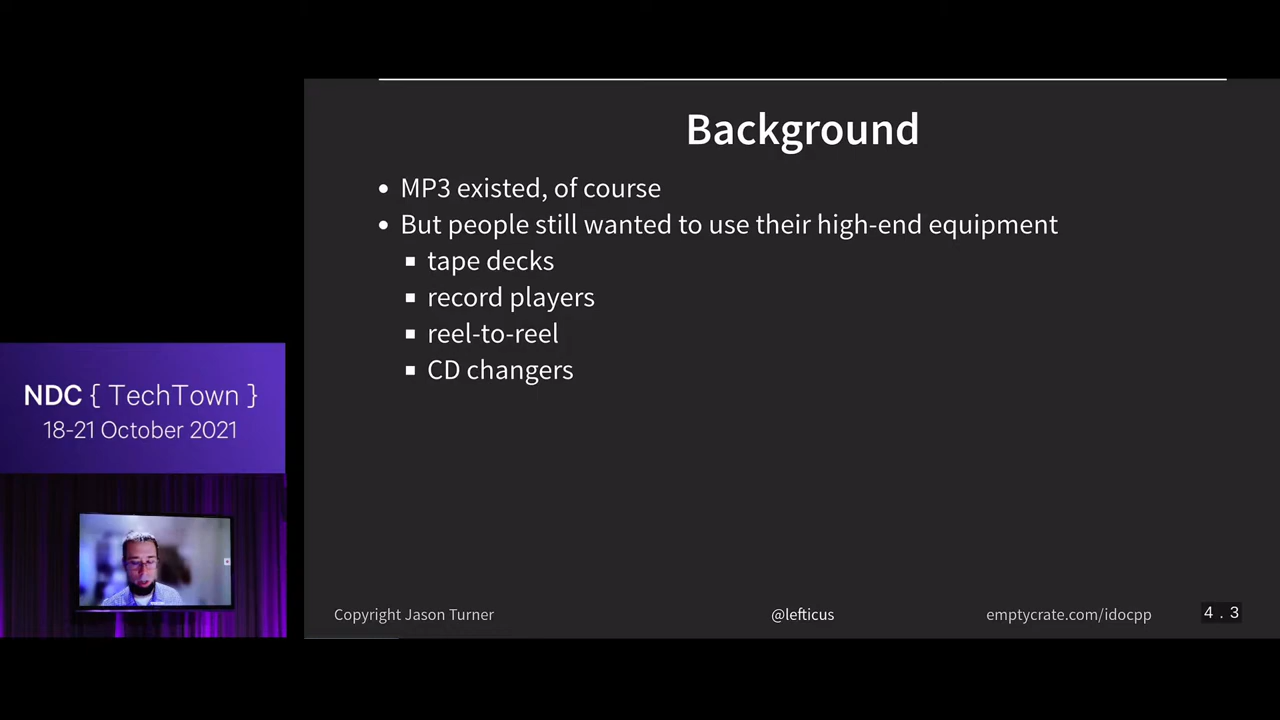 Background
MP3 existed, of course
But people still wanted to use their high-end equipment
tape decks
record players
reel-to-reel
CD changers
NDC { TechTown }
18-21 October 2021
Copyright Jason Turner
@lefticus
emptycrate.com/idocpp
4.3